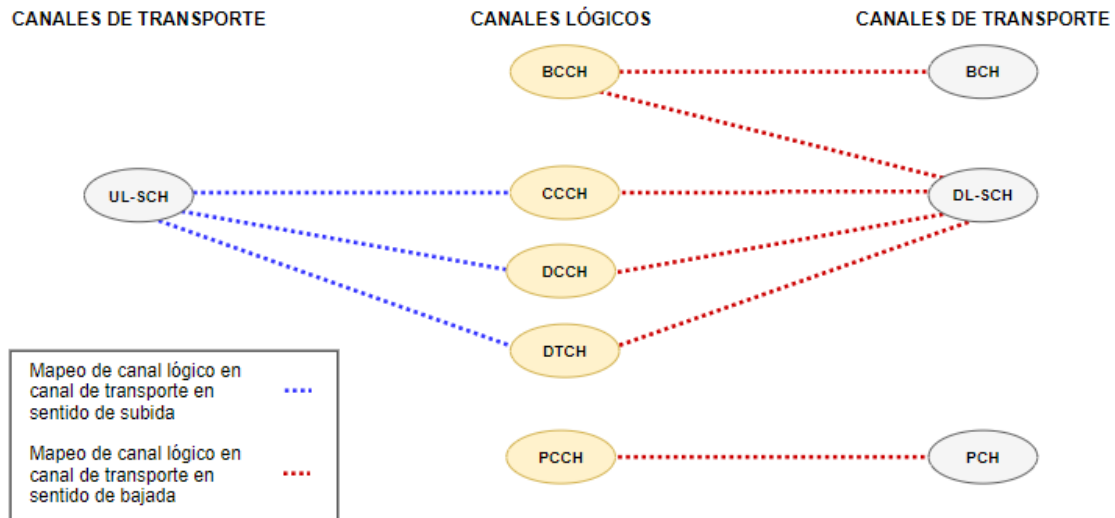 CANALES DE TRANSPORTE
CANALES LÓGICOS
CANALES DE TRANSPORTE
BCCH
BCH
UL-SCH
CCCH
DL-SCH
DCCH
DTCH
PCCH
PCH
Mapeo de canal lógico en
canal de transporte en
sentido de subida
Mapeo de canal lógico en
canal de transporte en
sentido de bajada